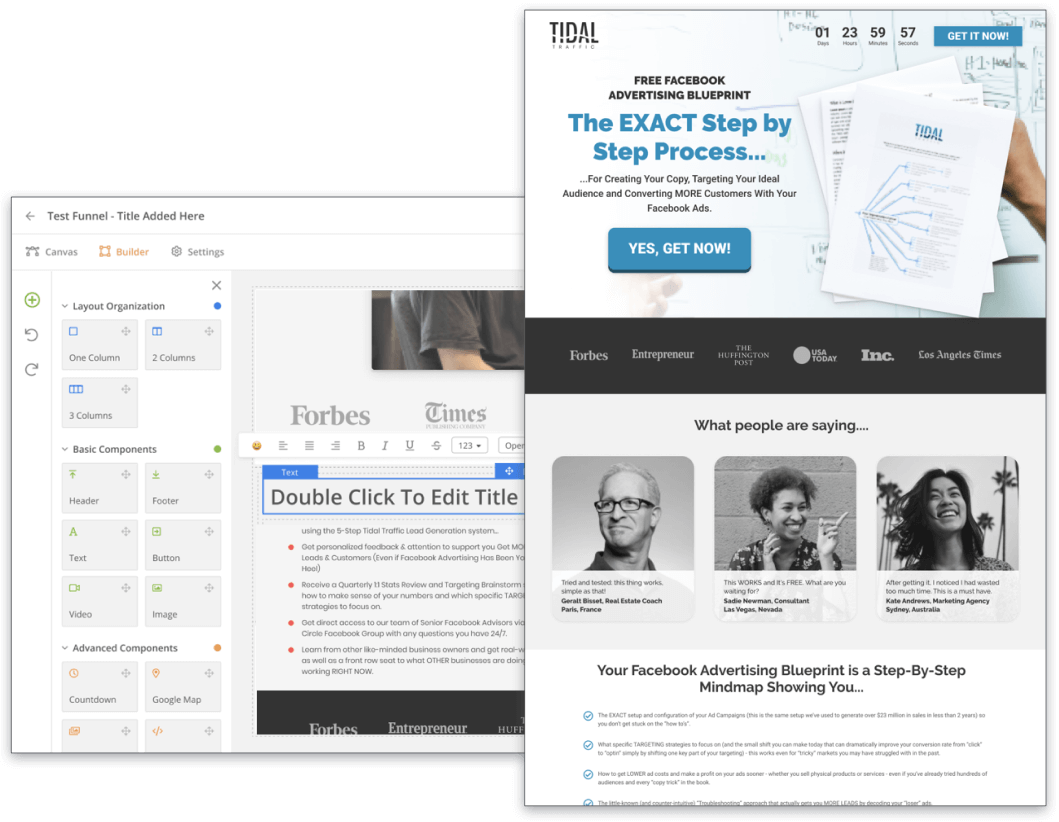 Test Funnel - Title Added Here
Canvas
Builder
Settings
Layout Organization
One Column
2 Columns
3 Columns
Basic Components
Header
Footer
Text
Button
Video
Image
Advanced Components
Countdown
Google Map
Forbes
Times
PUBLISHING COMPANY
B I U S 123
Text
Double Click To Edit Title
using the 5-Step Tidal Traffic Lead Generation system...
Get personalized feedback & attention to support you Get
Leads & Customers (Even if Facebook Advertising Has Been
Receive a Quarterly 1:1 Stats Review and Targeting Brainstorm
how to make sense of your numbers and which specific
strategies to focus on.
Get direct access to our team of Senior Facebook Advisors
Circle Facebook Group with any questions you have 24/7.
Learn from other like-minded business owners and get
as well as a front row seat to what OTHER businesses are
working RIGHT NOW.
Forbes
Entrepreneur
TIDAL
TRAFFIC
01 23 59 57
Days Hours Minutes Seconds
GET IT NOW!
FREE FACEBOOK
ADVERTISING BLUEPRINT
The EXACT Step by
Step Process...
...For Creating Your Copy, Targeting Your Ideal
Audience and Converting MORE Customers With Your
Facebook Ads.
YES, GET NOW!
TIDAL
Forbes
Entrepreneur
THE
HUFFINGTON
POST
USA
TODAY
Inc.
Los Angeles Times
What people are saying....
Tried and tested: this thing works,
simple as that!
Geralt Bisset, Real Estate Coach
Paris, France
This WORKS and It's FREE. What are you
waiting for?
Sadie Newman, Consultant
Las Vegas, Nevada
After getting it. I noticed I had wasted
too much time. This is a must have.
Kate Andrews, Marketing Agency
Sydney, Australia
Your Facebook Advertising Blueprint is a Step-By-Step
Mindmap Showing You...
The EXACT setup and configuration of your Ad Campaigns (this is the same setup we've used to generate over $23 million in sales in less than 2 years) so
you don't get stuck on the "how to's".
What specific TARGETING strategies to focus on (and the small shift you can make today that can dramatically improve your conversion rate from "click"
to "optin" simply by shifting one key part of your targeting) - this works even for "tricky" markets you may have struggled with in the past.
How to get LOWER ad costs and make a profit on your ads sooner - whether you sell physical products or services - even if you've already tried hundreds of
audiences and every "copy trick" in the book.
The little-known (and counter-intuitive) "Troubleshooting" approach that actually gets you MORE LEADS by decoding your "loser" ads.